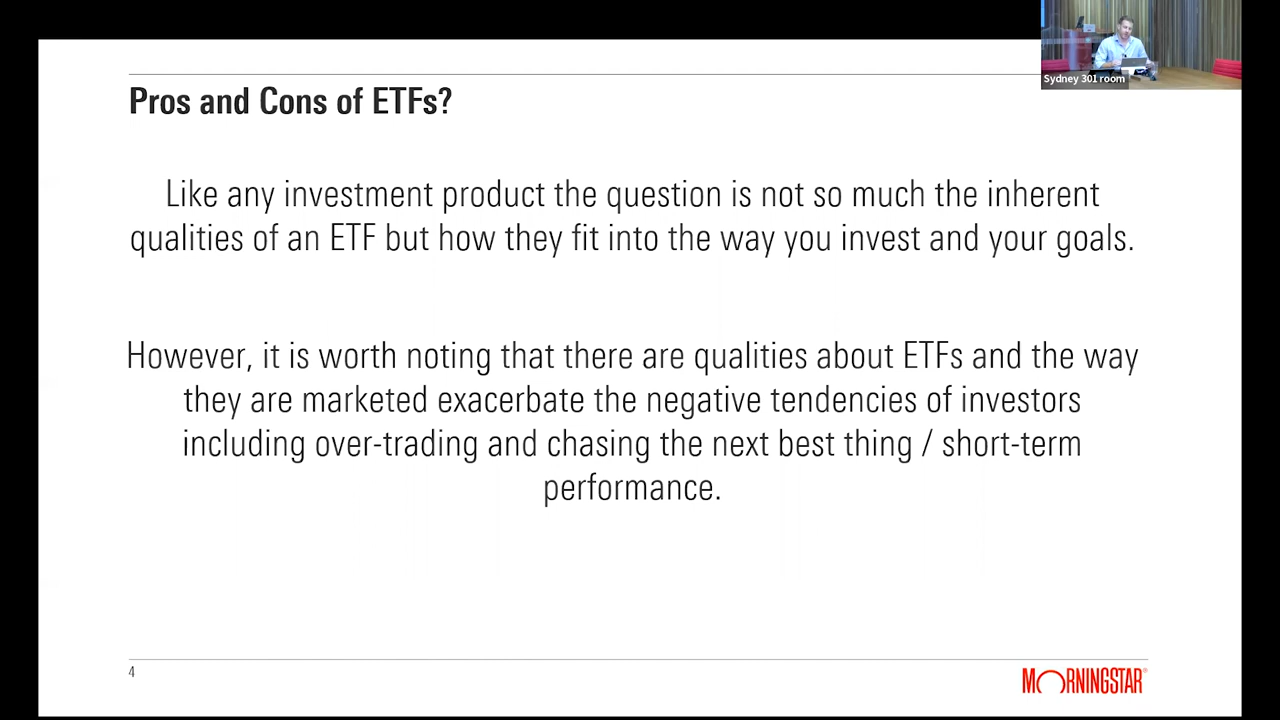 Sydney 301 room
Pros and Cons of ETFs?
Like any investment product the question is not so much the inherent
qualities of an ETF but how they fit into the way you invest and your goals.
However, it is worth noting that there are qualities about ETFs and the way
they are marketed exacerbate the negative tendencies of investors
including over-trading and chasing the next best thing / short-term
performance.
4
MORNINGSTAR